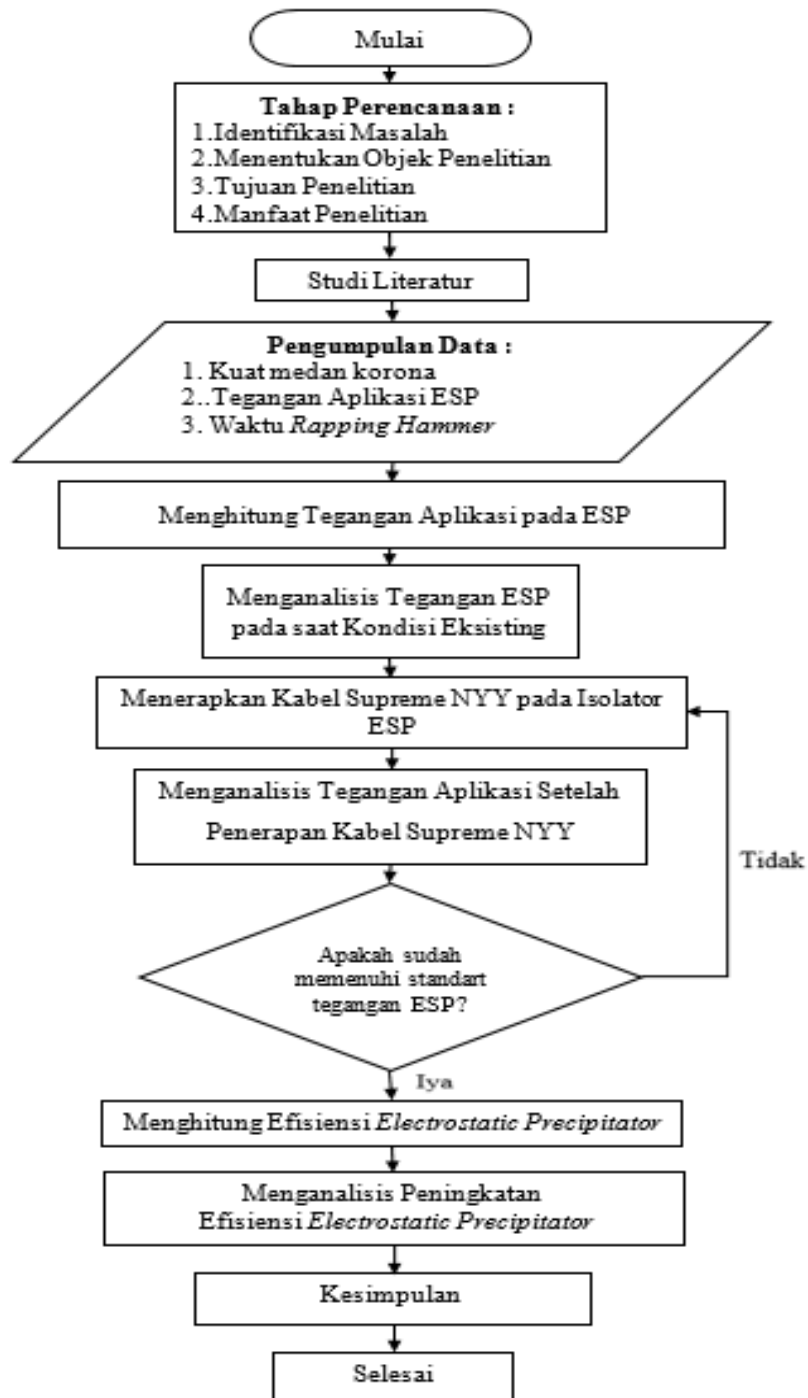 Mulai
Tahap Perencanaan :
1.Identifikasi Masalah
2.Menentukan Objek Penelitian
3.Tujuan Penelitian
4.Manfaat Penelitian
Studi Literatur
Pengumpulan Data :
1. Kuat medan korona
2..Tegangan Aplikasi ESP
3. Waktu Rapping Hammer
Menghitung Tegangan Aplikasi pada ESP
Menganalisis Tegangan ESP
pada saat Kondisi Eksisting
Menerapkan Kabel Supreme NYY pada Isolator
ESP
Menganalisis Tegangan Aplikasi Setelah
Penerapan Kabel Supreme NYY
Tidak
Apakah sudah
memenuhi standart
tegangan ESP?
Iya
Menghitung Efisiensi Electrostatic Precipitator
Menganalisis Peningkatan
Efisiensi Electrostatic Precipitator
Kesimpulan
Selesai